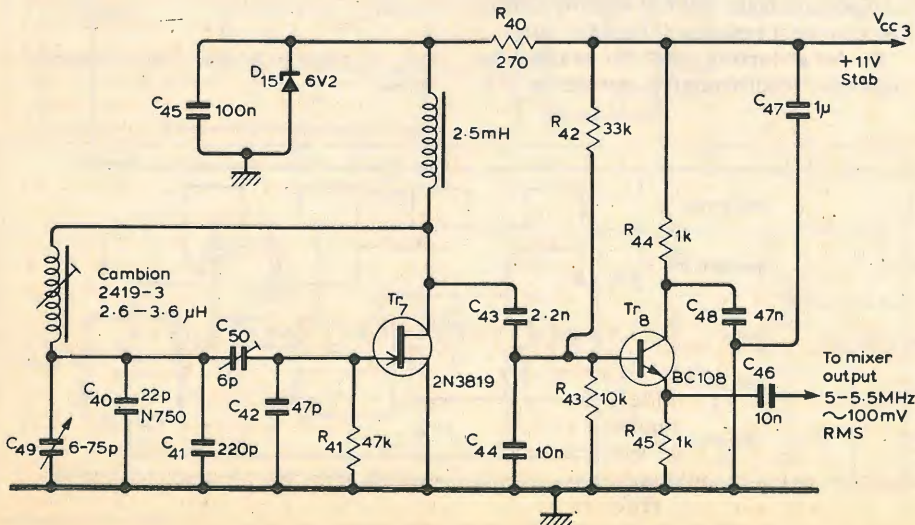 R40
270
VCC3
+11V
Stab
C45
100n
D15
6V2
2·5mH
R42
33k
C47
1µ
R44
1k
Cambion
2419-3
2.6–3.6µH
C50
6p
Tr7
C43
2·2n
Tr8
C48
47n
2N3819
BC108
C46
10n
To mixer
output
5–5.5MHz
~100mV
RMS
C40
22p
N750
C42
47p
R43
10k
C49
6-75p
C41
220p
R41
47k
C44
10n
R45
1k